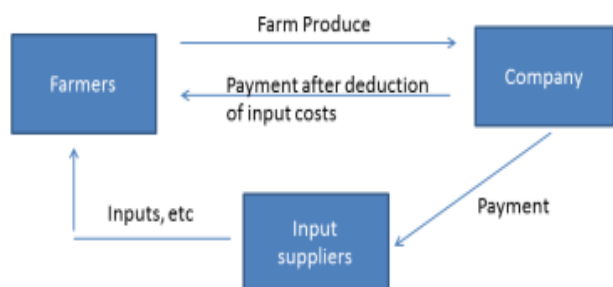 Farm Produce
Farmers
Payment after deduction
of input costs
Company
Inputs, etc
Input
suppliers
Payment